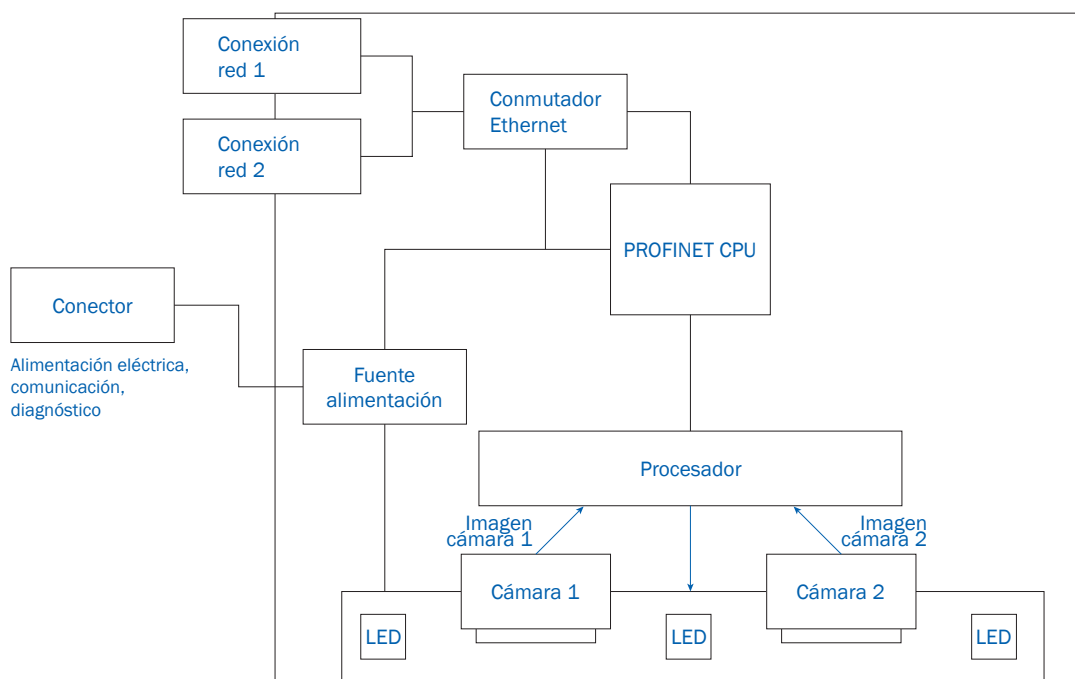 Conexión
red 1
Conexión
red 2
Conmutador
Ethernet
PROFINET CPU
Conector
Alimentación eléctrica,
comunicación,
diagnóstico
Fuente
alimentación
Procesador
Imagen
cámara 1
Imagen
cámara 2
Cámara 1
Cámara 2
LED
LED
LED